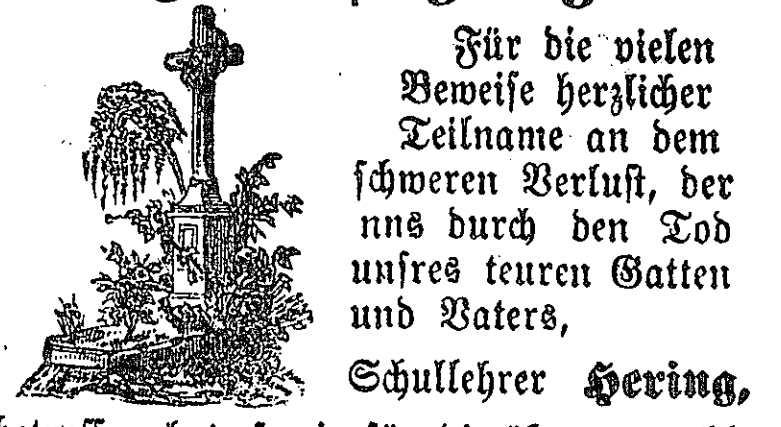 Für die vielen
Beweise herzlicher
Teilname an dem
schweren Verlust, der
nns durch den Tod
unsres teuren Gatten
und Vaters,
Schullehrer Hering,